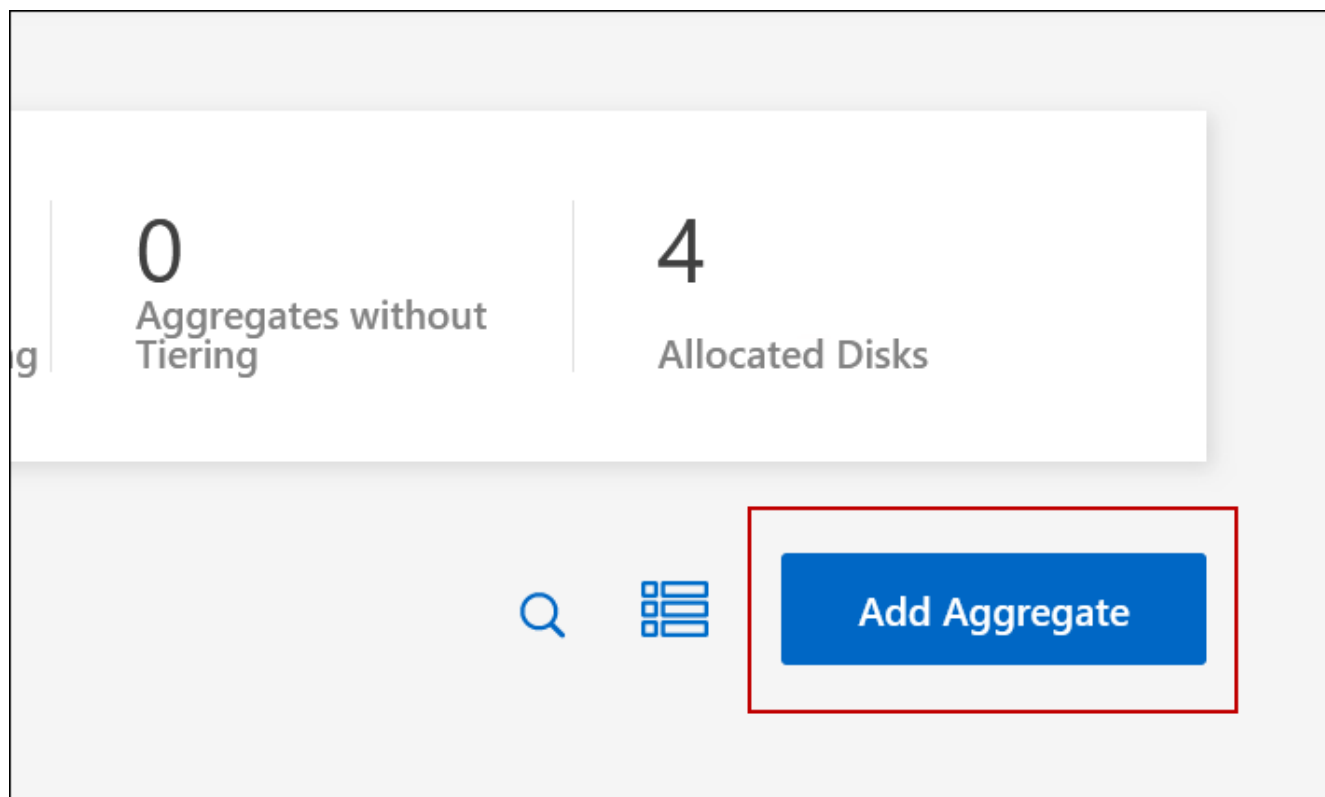 0
Aggregates without
Tiering
4
Allocated Disks
Add Aggregate